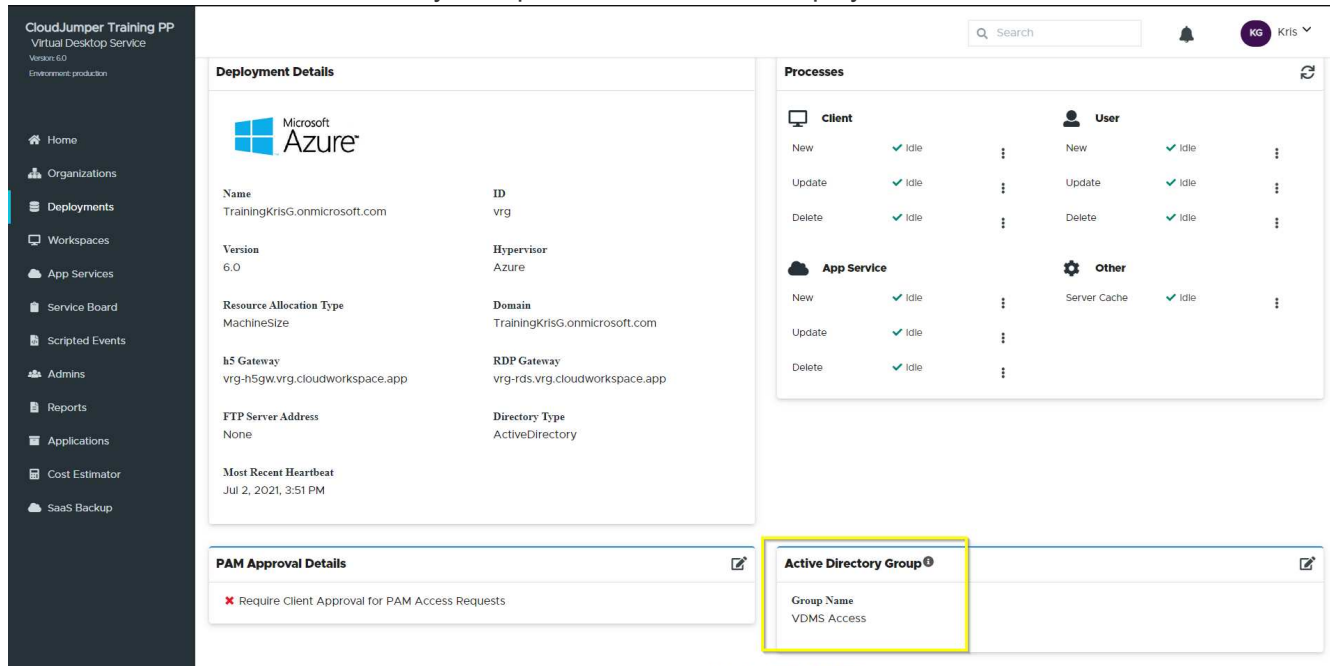 CloudJumper Training PP
Virtual Desktop Service
Version: 6.0
Environment: production
Search
KG Kris
Home
Organizations
Deployments
Workspaces
App Services
Service Board
Scripted Events
Admins
Reports
Applications
Cost Estimator
SaaS Backup
Deployment Details
Microsoft
Azure
Name
TrainingKrisG.onmicrosoft.com
ID
vrg
Version
6.0
Hypervisor
Azure
Resource Allocation Type
MachineSize
Domain
TrainingKrisG.onmicrosoft.com
h5 Gateway
vrg-h5gw.vrg.cloudworkspace.app
RDP Gateway
vrg-rds.vrg.cloudworkspace.app
FTP Server Address
None
Directory Type
ActiveDirectory
Most Recent Heartbeat
Jul 2, 2021, 3:51 PM
Processes
Client
New Idle
Update Idle
Delete Idle
User
New Idle
Update Idle
Delete Idle
App Service
New Idle
Update Idle
Delete Idle
Other
Server Cache Idle
PAM Approval Details
Require Client Approval for PAM Access Requests
Active Directory Group
Group Name
VDMS Access